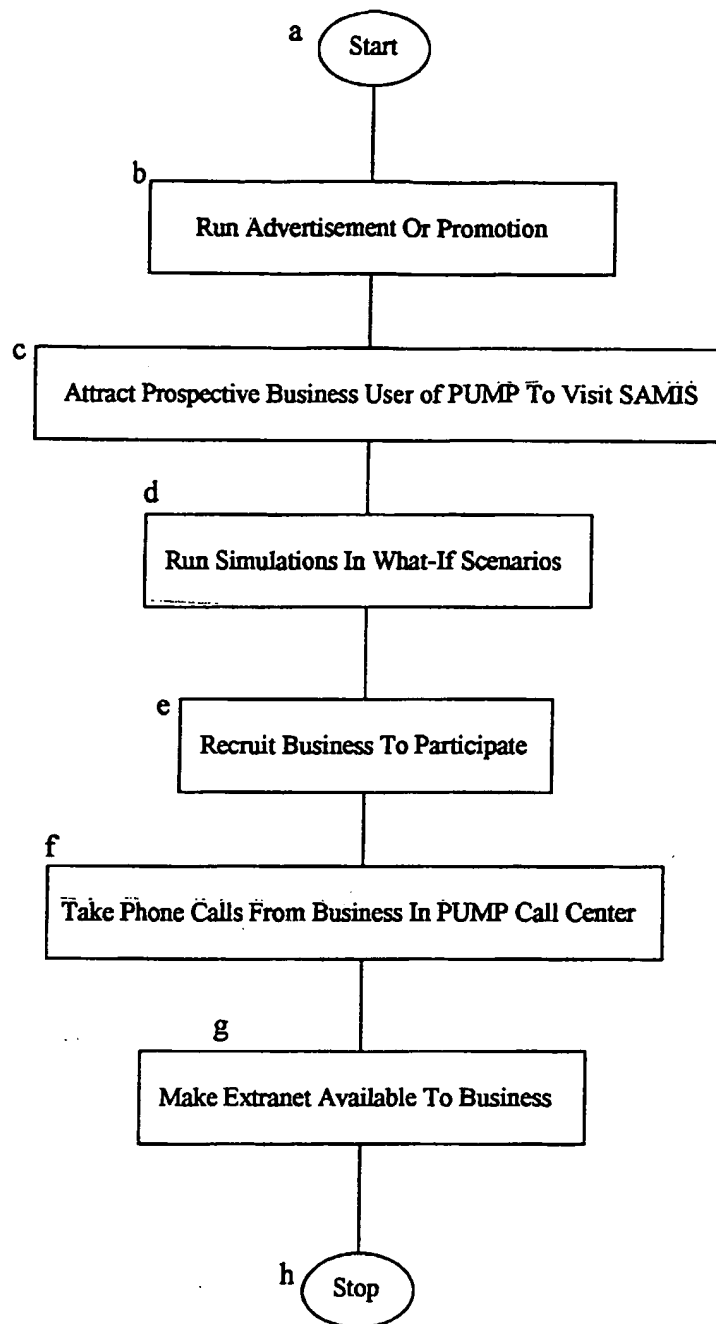 a
Start
b
Run Advertisement Or Promotion
c
Attract Prospective Business User of PUMP To Visit SAMIS
d
Run Simulations In What-If Scenarios
e
Recruit Business To Participate
f
Take Phone Calls From Business In PUMP Call Center
g
Make Extranet Available To Business
h
Stop